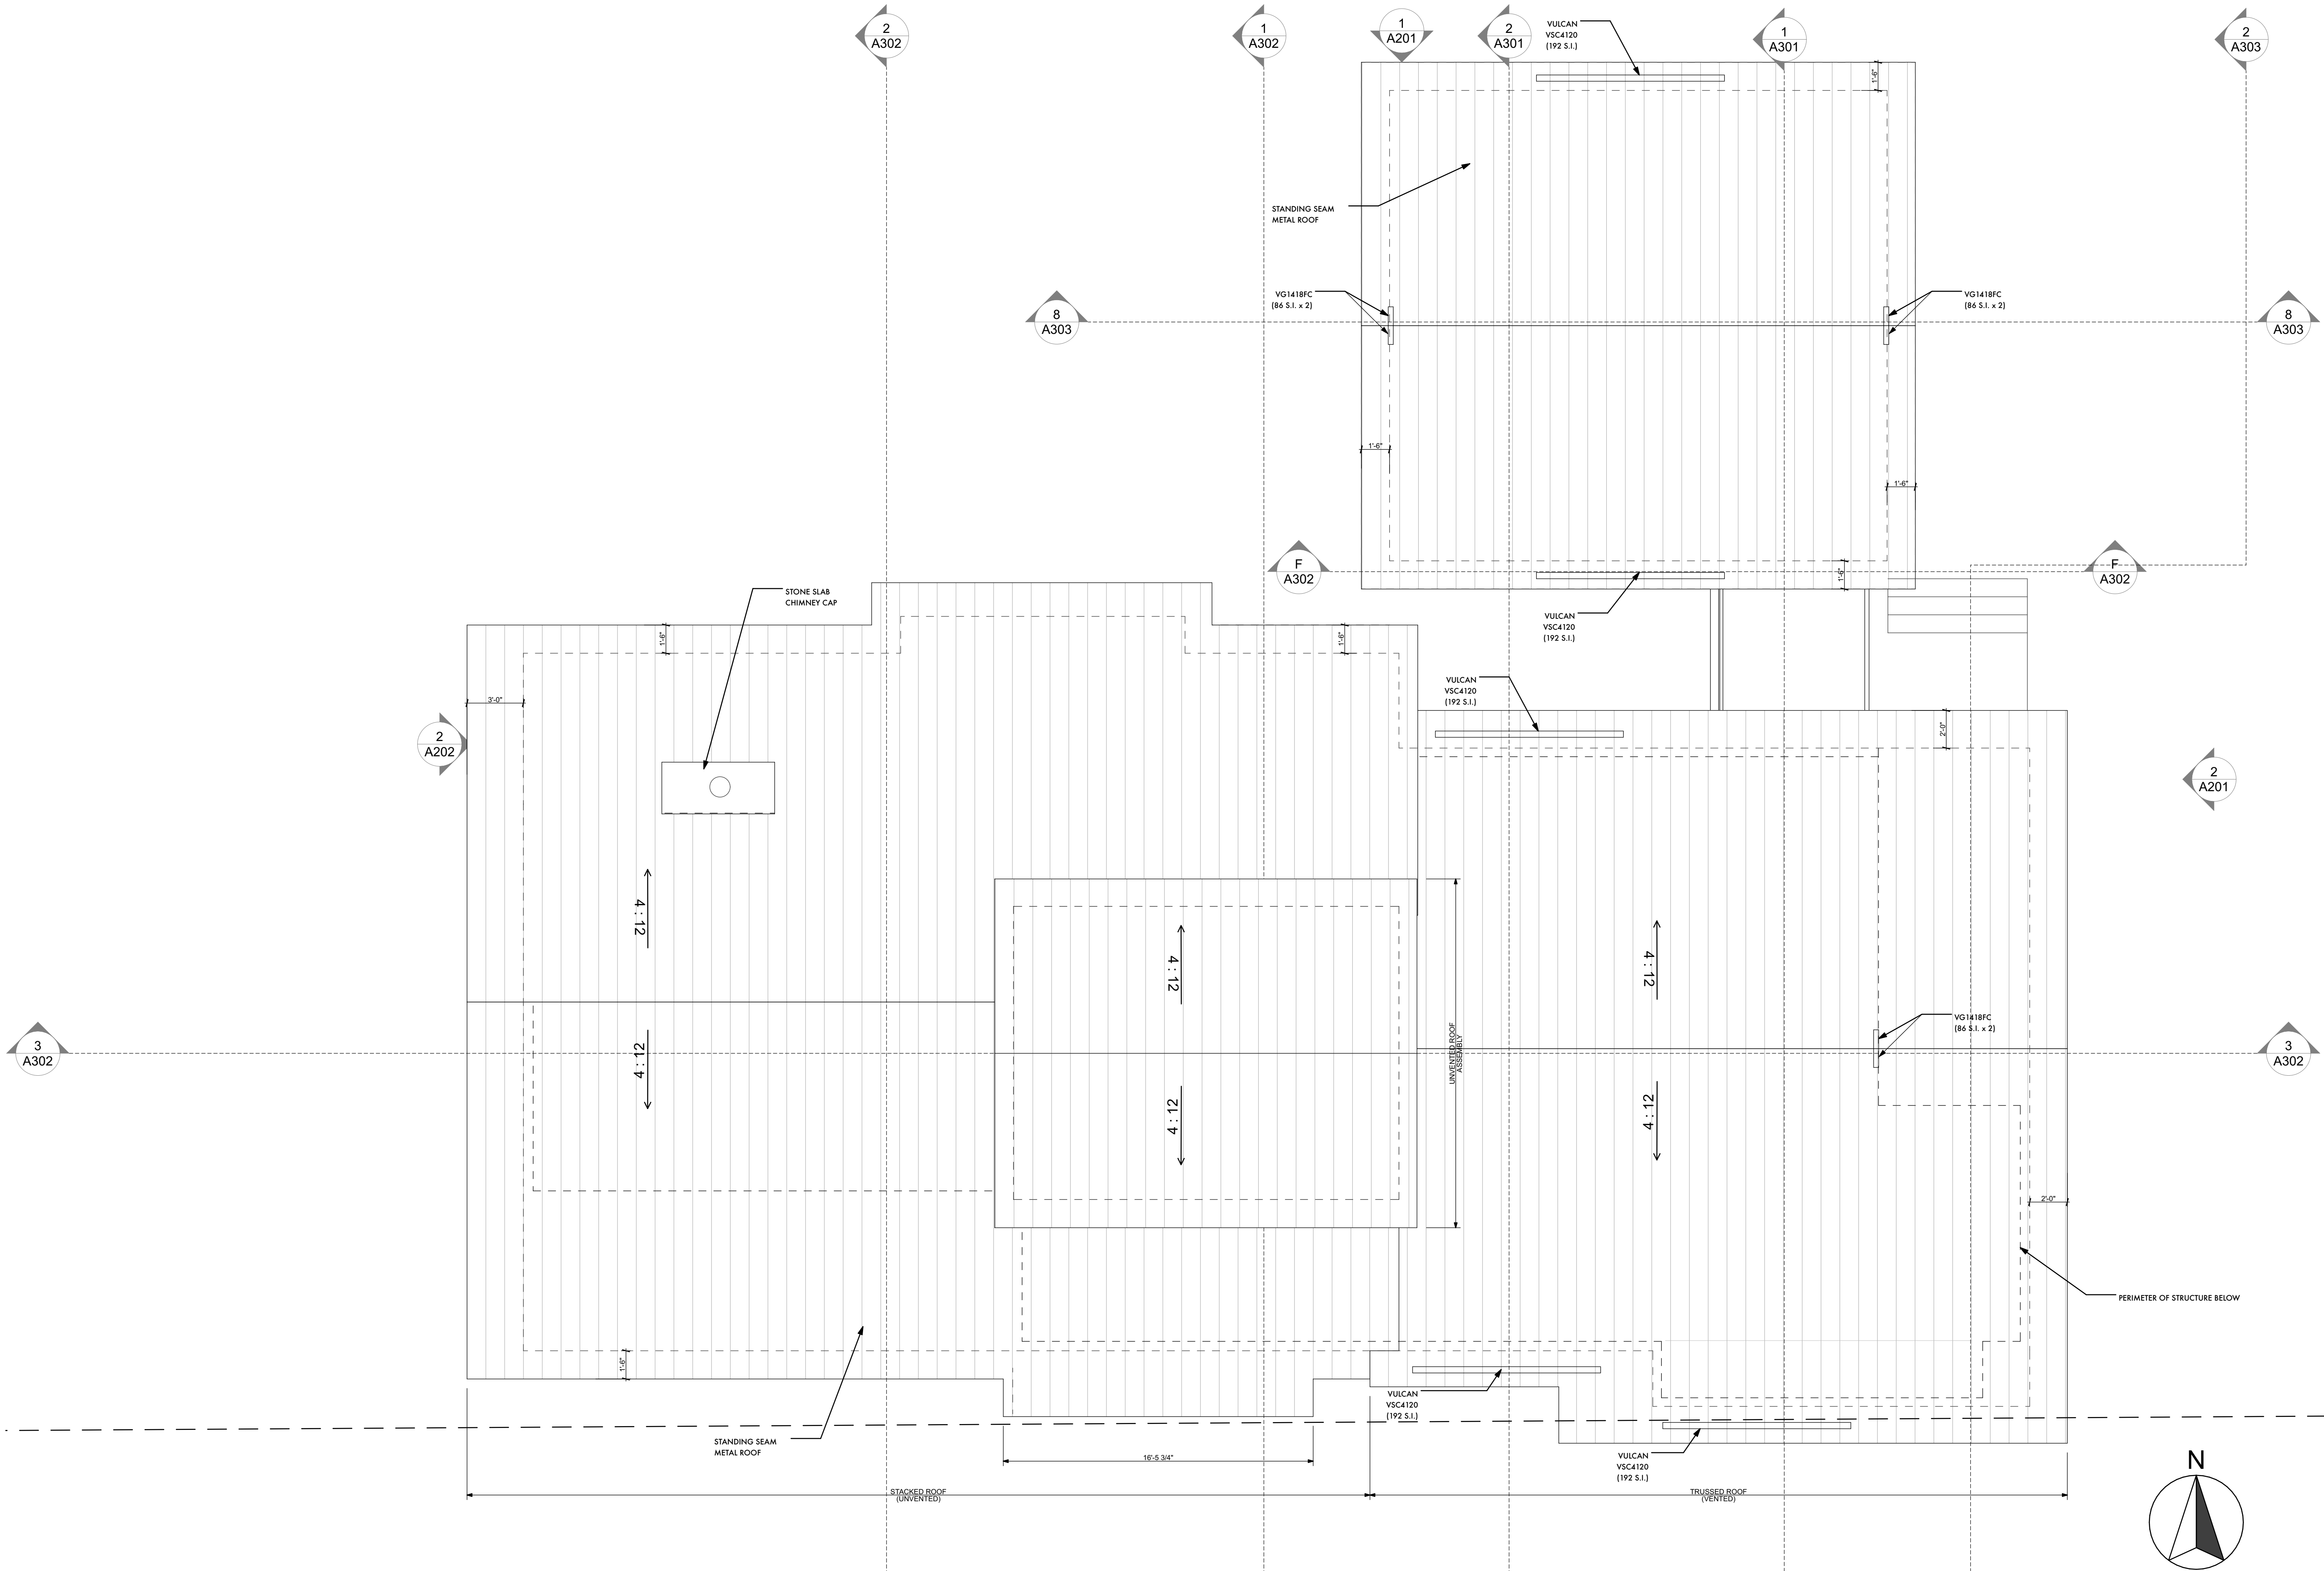 2
A302
1
A302
1
A201
2
A301
1
A301
2
A303
VULCAN
VSC4120
(192 S.I.)
1'-6"
STANDING SEAM
METAL ROOF
VG1418FC
(86 S.I. x 2)
VG1418FC
(86 S.I. x 2)
8
A303
8
A303
1'-6"
1'-6"
F
A302
F
A302
1'-6"
STONE SLAB
CHIMNEY CAP
VULCAN
VSC4120
(192 S.I.)
1'-6"
1'-6"
VULCAN
VSC4120
(192 S.I.)
3'-0"
2'-0"
2
A202
2
A201
4 : 12
4 : 12
4 : 12
VG1418FC
(86 S.I. x 2)
3
A302
4 : 12
UNVENTED ROOF
ASSEMBLY
3
A302
4 : 12
4 : 12
2'-0"
PERIMETER OF STRUCTURE BELOW
1'-6"
VULCAN
VSC4120
(192 S.I.)
STANDING SEAM
METAL ROOF
16'-5 3/4"
VULCAN
VSC4120
(192 S.I.)
N
STACKED ROOF
(UNVENTED)
TRUSSED ROOF
(VENTED)